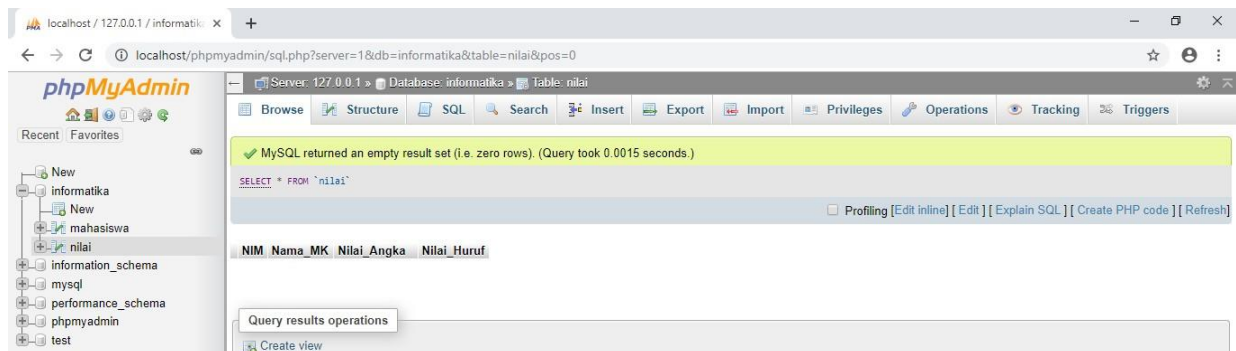 localhost / 127.0.0.1 / informatik
localhost/phpmyadmin/sql.php?server=1&db=informatika&table=nilai&pos=0
phpMyAdmin
Recent Favorites
New
informatika
New
mahasiswa
nilai
information_schema
mysql
performance_schema
phpmyadmin
test
Server: 127.0.0.1 » Database: informatika » Table: nilai
Browse Structure SQL Search Insert Export Import Privileges Operations Tracking Triggers
MySQL returned an empty result set (i.e. zero rows). (Query took 0.0015 seconds.)
SELECT * FROM `nilai`
Profiling [Edit inline] [ Edit ] [ Explain SQL ] [ Create PHP code ] [ Refresh]
NIM Nama_MK Nilai_Angka Nilai_Huruf
Query results operations
Create view